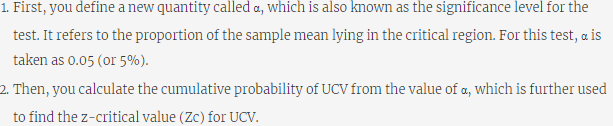 1. First, you define a new quantity called α, which is also known as the significance level for the
test. It refers to the proportion of the sample mean lying in the critical region. For this test, α is
taken as 0.05 (or 5%).
2. Then, you calculate the cumulative probability of UCV from the value of α, which is further used
to find the z-critical value (Zc) for UCV.